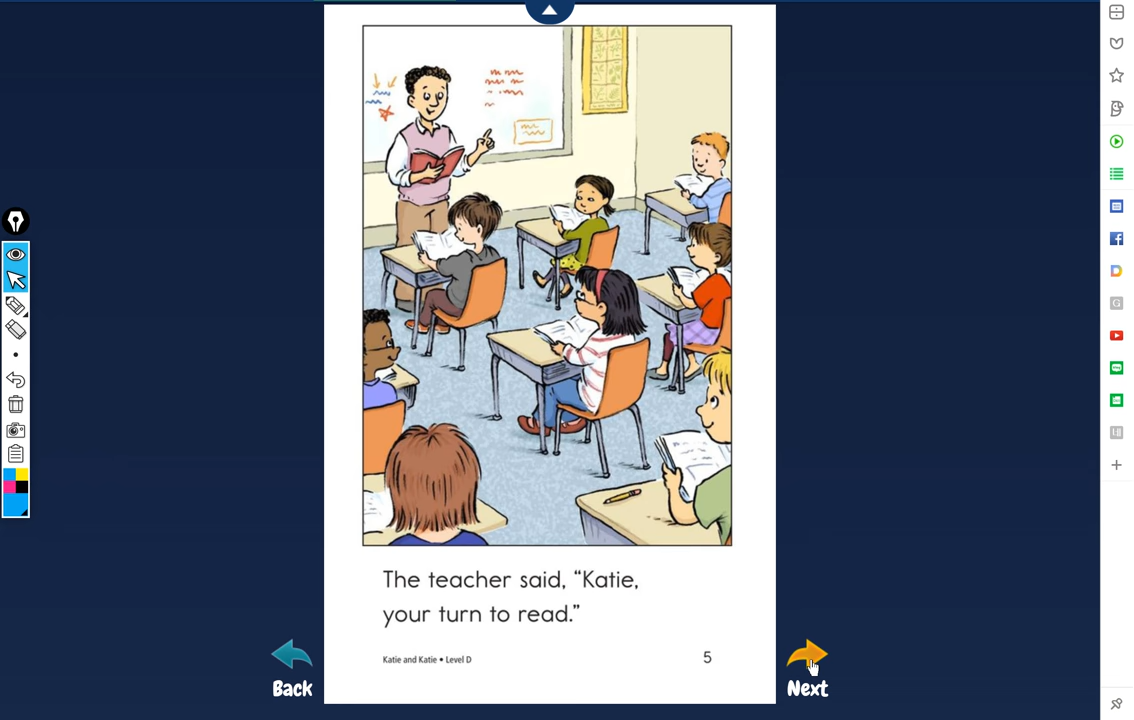 The teacher said, “Katie,
your turn to read.”
Katie and Katie • Level D
5
Back
Next